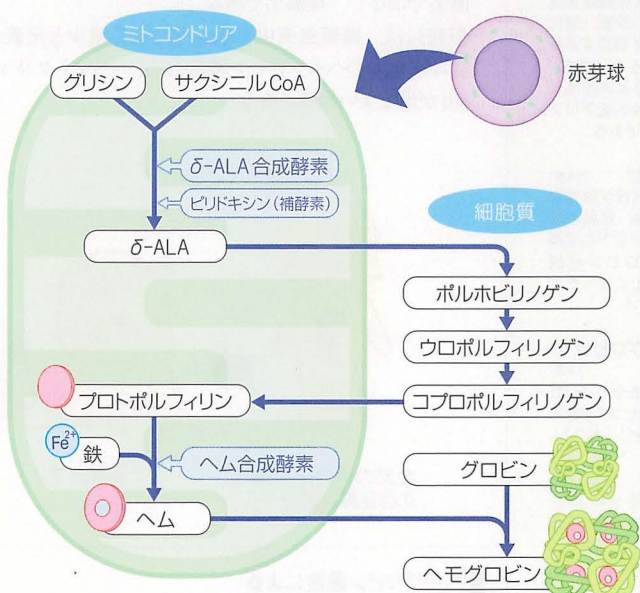 ミトコンドリア
グリシン
サクシニルCoA
赤芽球
δ-ALA合成酵素
ピリドキシン(補酵素)
細胞質
δ-ALA
ポルホビリノゲン
ウロポルフィリノゲン
プロトポルフィリン
コプロポルフィリノゲン
Fe²⁺
鉄
ヘム合成酵素
グロビン
ヘム
ヘモグロビン